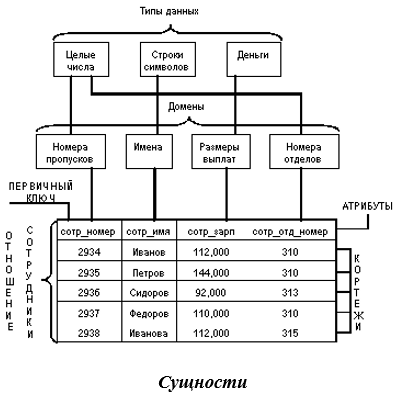 Типы данных
Целые числа
Строки символов
Деньги
Домены
Номера пропусков
Имена
Размеры выплат
Номера отделов
ПЕРВИЧНЫЙ КЛЮЧ
АТРИБУТЫ
ОТНОШЕНИЕ
СОТРУДНИКИ
сотр_номер сотр_имя сотр_зарп сотр_отд_номер
2934 Иванов 112,000 310
2935 Петров 144,000 310
2936 Сидоров 92,000 313
2937 Федоров 110,000 310
2938 Иванова 112,000 315
КОРТЕЖИ
Сущности